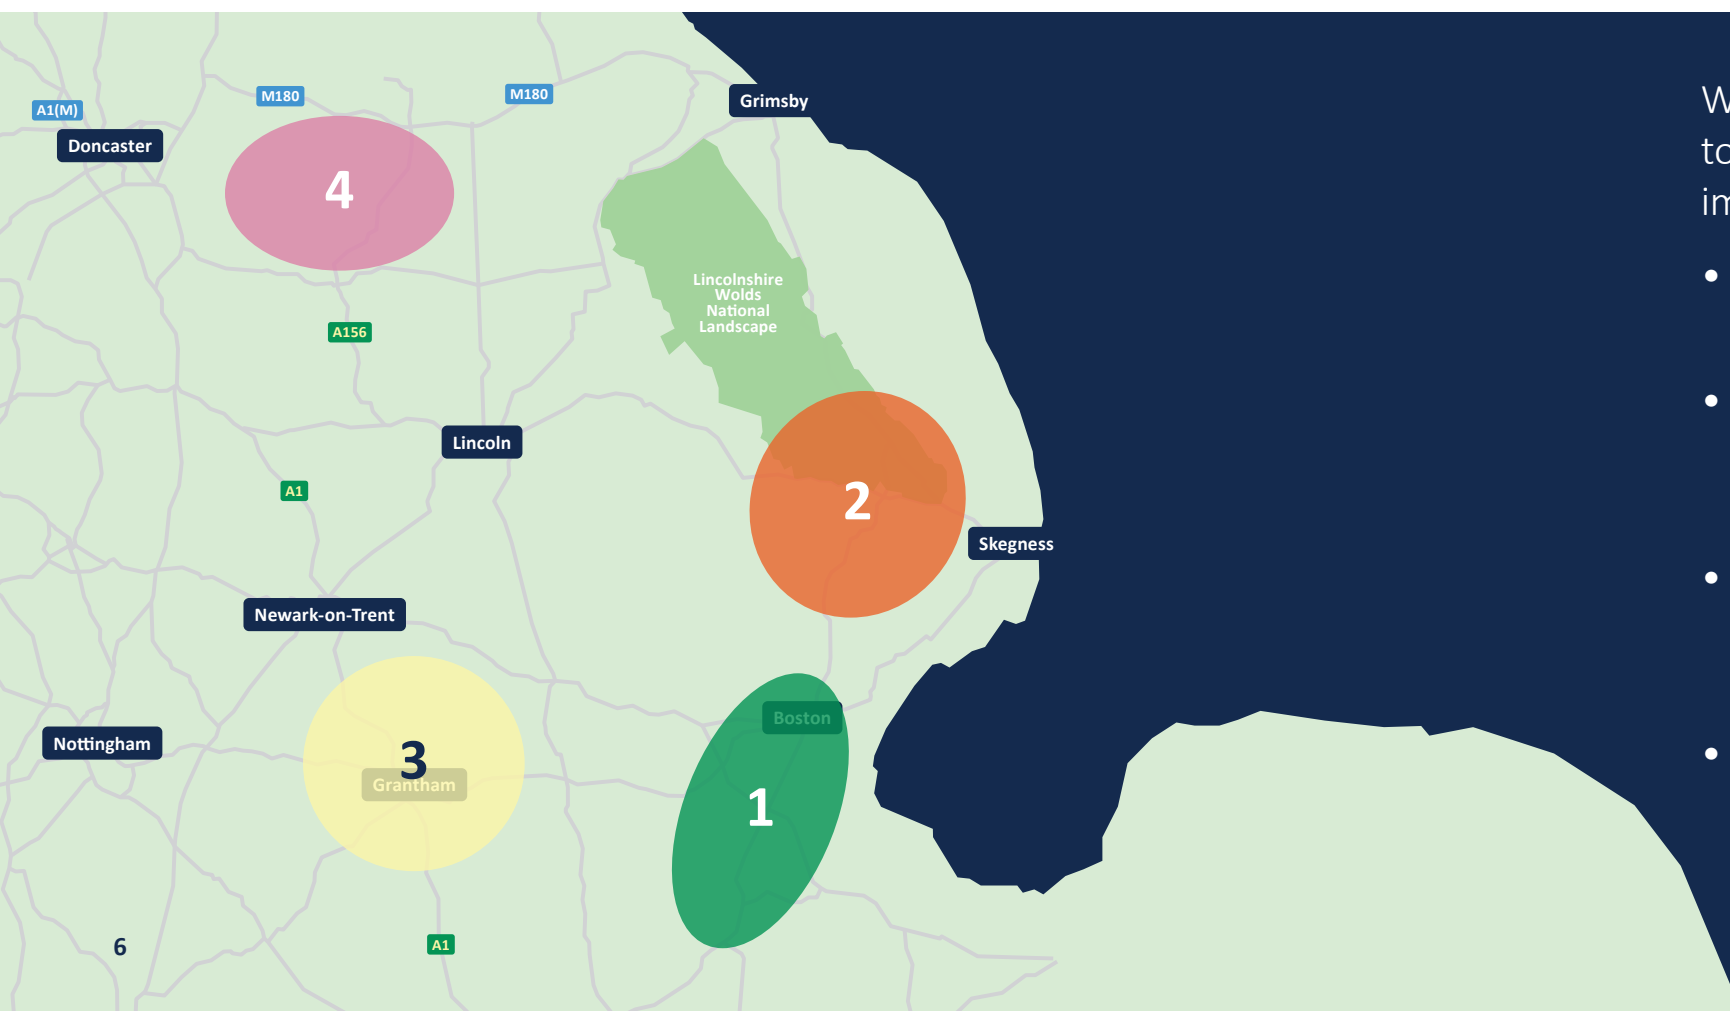 M180
M180
A1(M)
Grimsby
Doncaster
4
Lincolnshire
Wolds
National
Landscape
A156
Lincoln
A1
2
Skegness
Newark-on-Trent
Boston
Nottingham
3
Grantham
1
A1
6